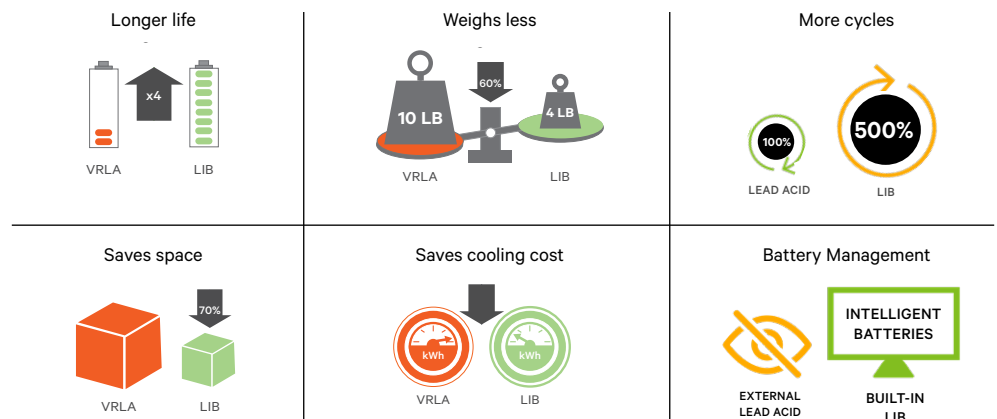 Longer life
x4
VRLA
LIB
Weighs less
60%
10 LB
4 LB
VRLA
LIB
More cycles
100%
500%
LEAD ACID
LIB
Saves space
70%
VRLA
LIB
Saves cooling cost
kWh
kWh
VRLA
LIB
Battery Management
INTELLIGENT
BATTERIES
EXTERNAL
LEAD ACID
BUILT-IN
LIB